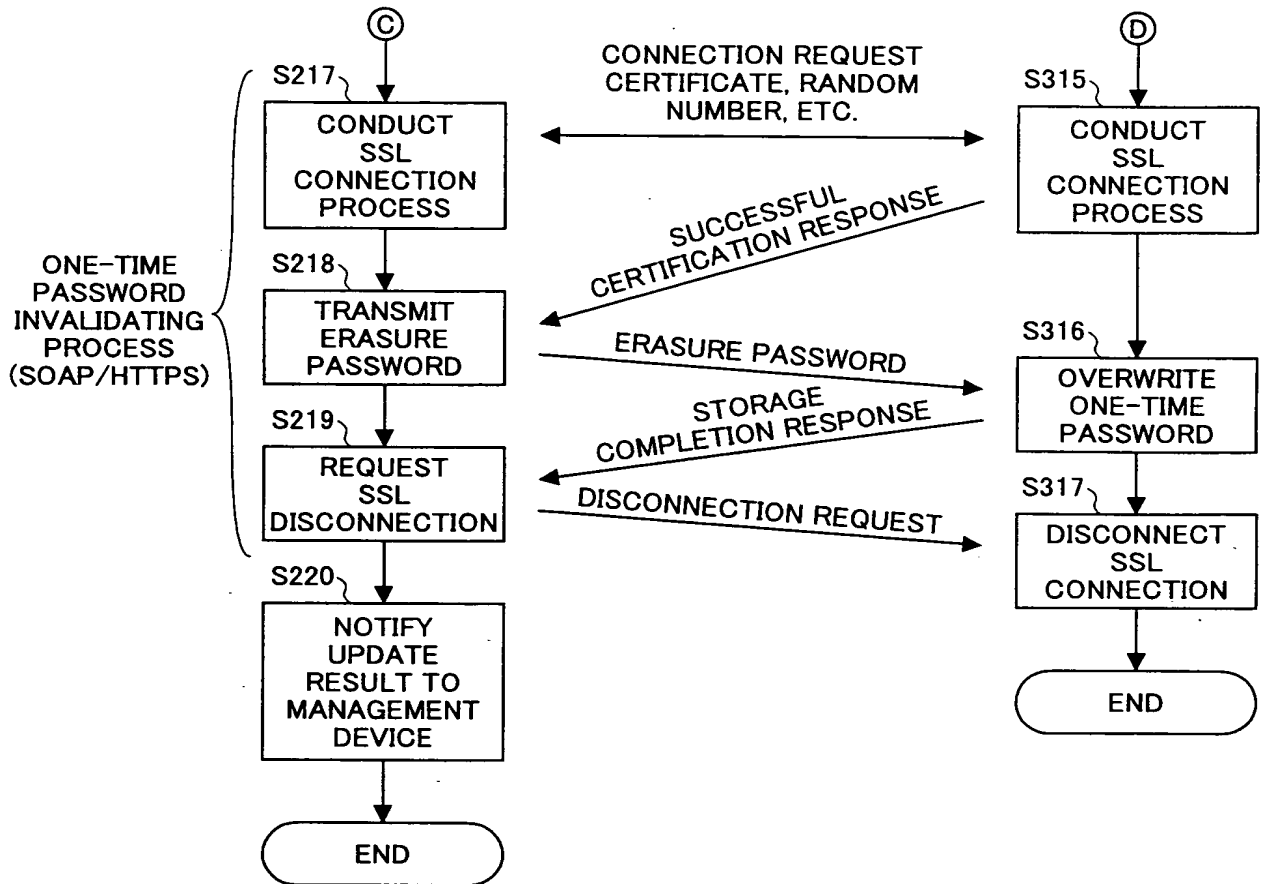 C
S217
CONDUCT
SSL
CONNECTION
PROCESS
ONE-TIME
PASSWORD
INVALIDATING
PROCESS
(SOAP/HTTPS)
S218
TRANSMIT
ERASURE
PASSWORD
S219
REQUEST
SSL
DISCONNECTION
S220
NOTIFY
UPDATE
RESULT TO
MANAGEMENT
DEVICE
END
CONNECTION REQUEST
CERTIFICATE, RANDOM
NUMBER, ETC.
SUCCESSFUL
CERTIFICATION RESPONSE
ERASURE PASSWORD
STORAGE
COMPLETION RESPONSE
DISCONNECTION REQUEST
D
S315
CONDUCT
SSL
CONNECTION
PROCESS
S316
OVERWRITE
ONE-TIME
PASSWORD
S317
DISCONNECT
SSL
CONNECTION
END